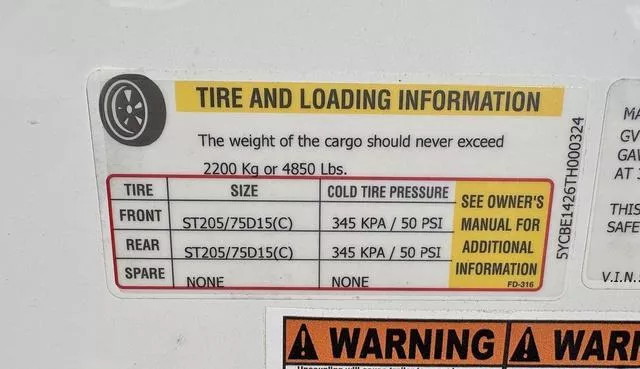 TIRE AND LOADING INFORMATION
The weight of the cargo should never exceed
2200 Kg or 4850 Lbs.
TIRE SIZE COLD TIRE PRESSURE
FRONT ST205/75D15(C) 345 KPA / 50 PSI
REAR ST205/75D15(C) 345 KPA / 50 PSI
SPARE NONE NONE
SEE OWNER'S
MANUAL FOR
ADDITIONAL
INFORMATION
FD-316
5YCBE1426TH000324
MA
GV
GAV
AT
THIS
SAFE
V.I.N.
WARNING WAR